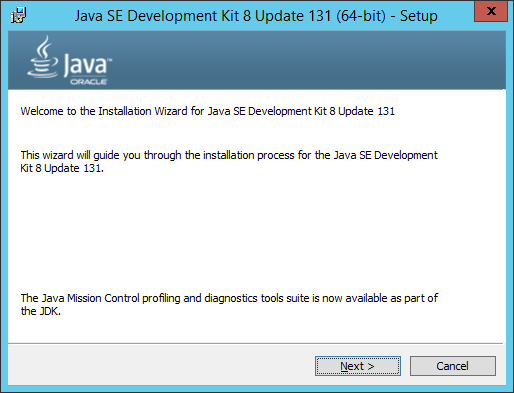 Java SE Development Kit 8 Update 131 (64-bit) - Setup
X
Java™
ORACLE
Welcome to the Installation Wizard for Java SE Development Kit 8 Update 131
This wizard will guide you through the installation process for the Java SE Development
Kit 8 Update 131.
The Java Mission Control profiling and diagnostics tools suite is now available as part of
the JDK.
Next >
Cancel